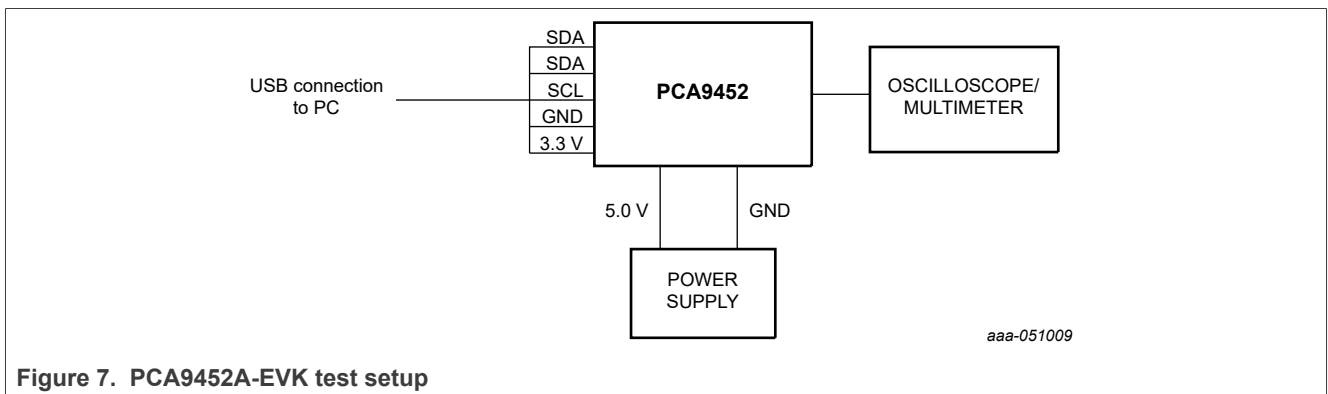 SDA
SDA
SCL
GND
3.3 V
USB connection
to PC
PCA9452
OSCILLOSCOPE/
MULTIMETER
5.0 V
GND
POWER
SUPPLY
aaa-051009
Figure 7. PCA9452A-EVK test setup